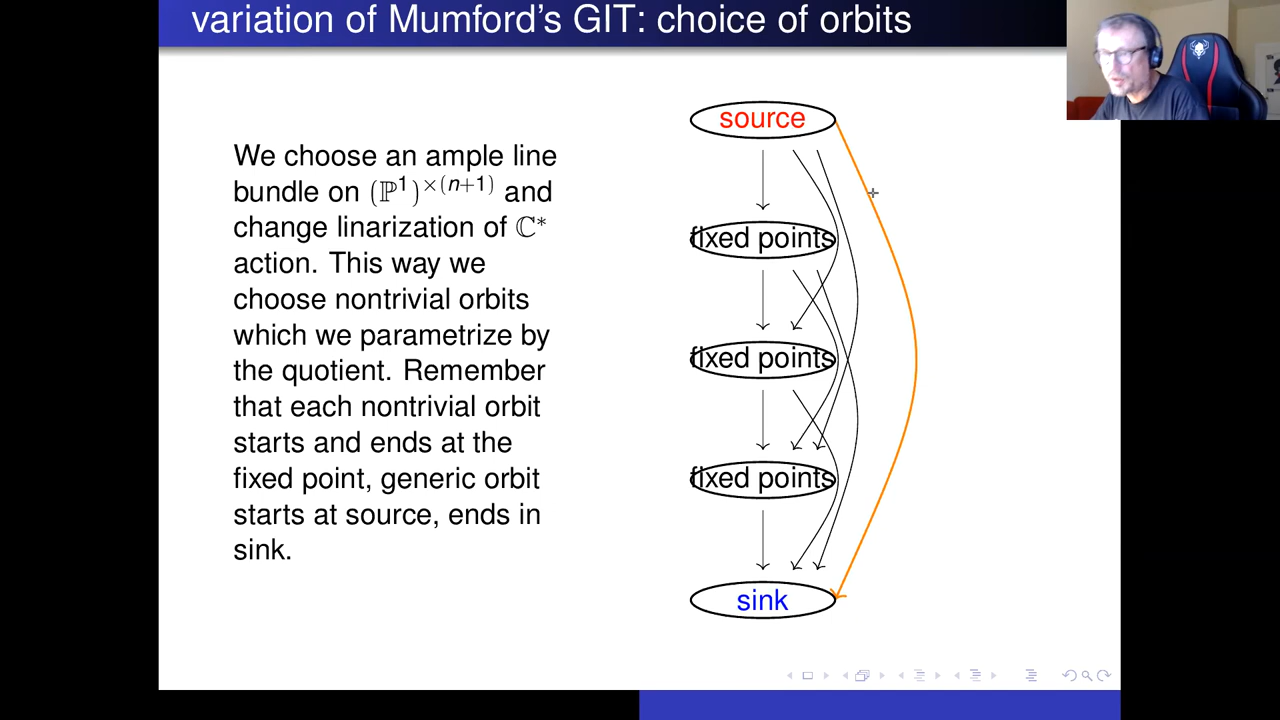 variation of Mumford's GIT: choice of orbits
We choose an ample line
bundle on (ℙ¹)^×(n+1) and
change linarization of ℂ*
action. This way we
choose nontrivial orbits
which we parametrize by
the quotient. Remember
that each nontrivial orbit
starts and ends at the
fixed point, generic orbit
starts at source, ends in
sink.
source
fixed points
fixed points
fixed points
sink